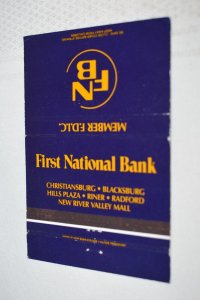 FNB
MEMBER F.D.I.C.
First National Bank
CHRISTIANSBURG • BLACKSBURG
HILLS PLAZA • RINER • RADFORD
NEW RIVER VALLEY MALL